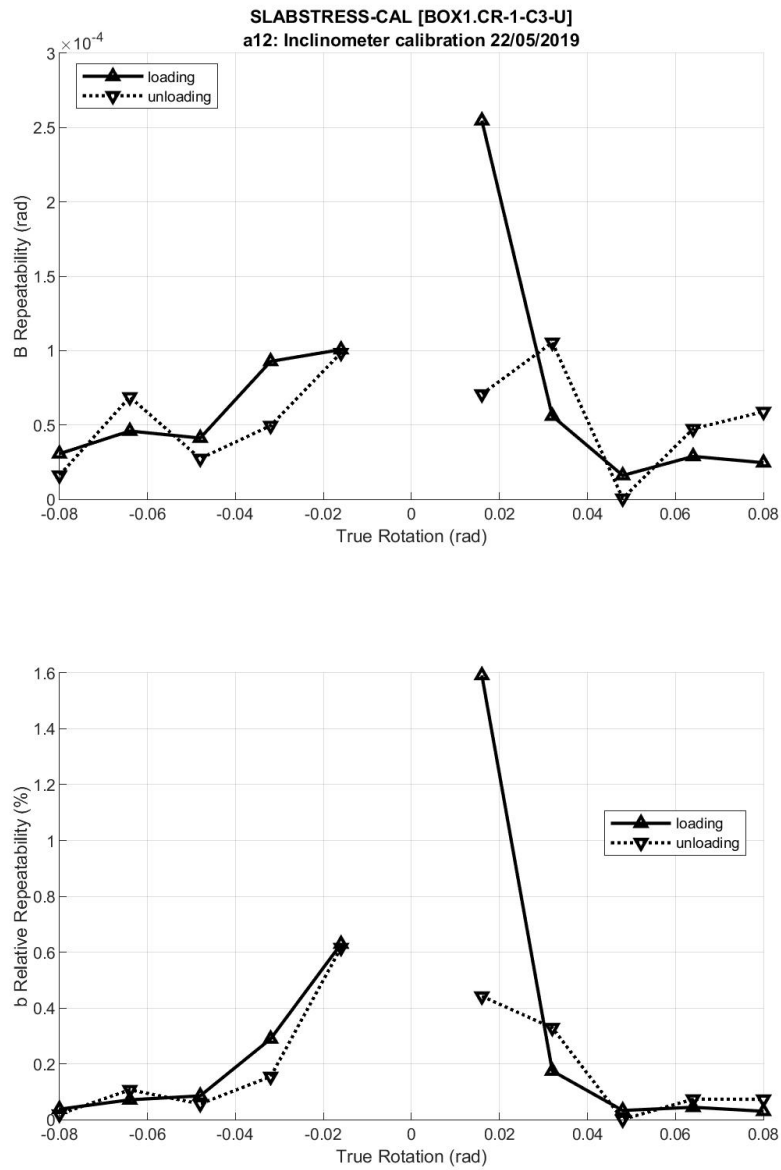 SLABSTRESS-CAL [BOX1.CR-1-C3-U]
a12: Inclinometer calibration 22/05/2019
×10⁻⁴
loading
unloading
B Repeatability (rad)
3
2.5
2
1.5
1
0.5
0
-0.08 -0.06 -0.04 -0.02 0 0.02 0.04 0.06 0.08
True Rotation (rad)
b Relative Repeatability (%)
1.6
1.4
1.2
1
0.8
0.6
0.4
0.2
0
loading
unloading
-0.08 -0.06 -0.04 -0.02 0 0.02 0.04 0.06 0.08
True Rotation (rad)